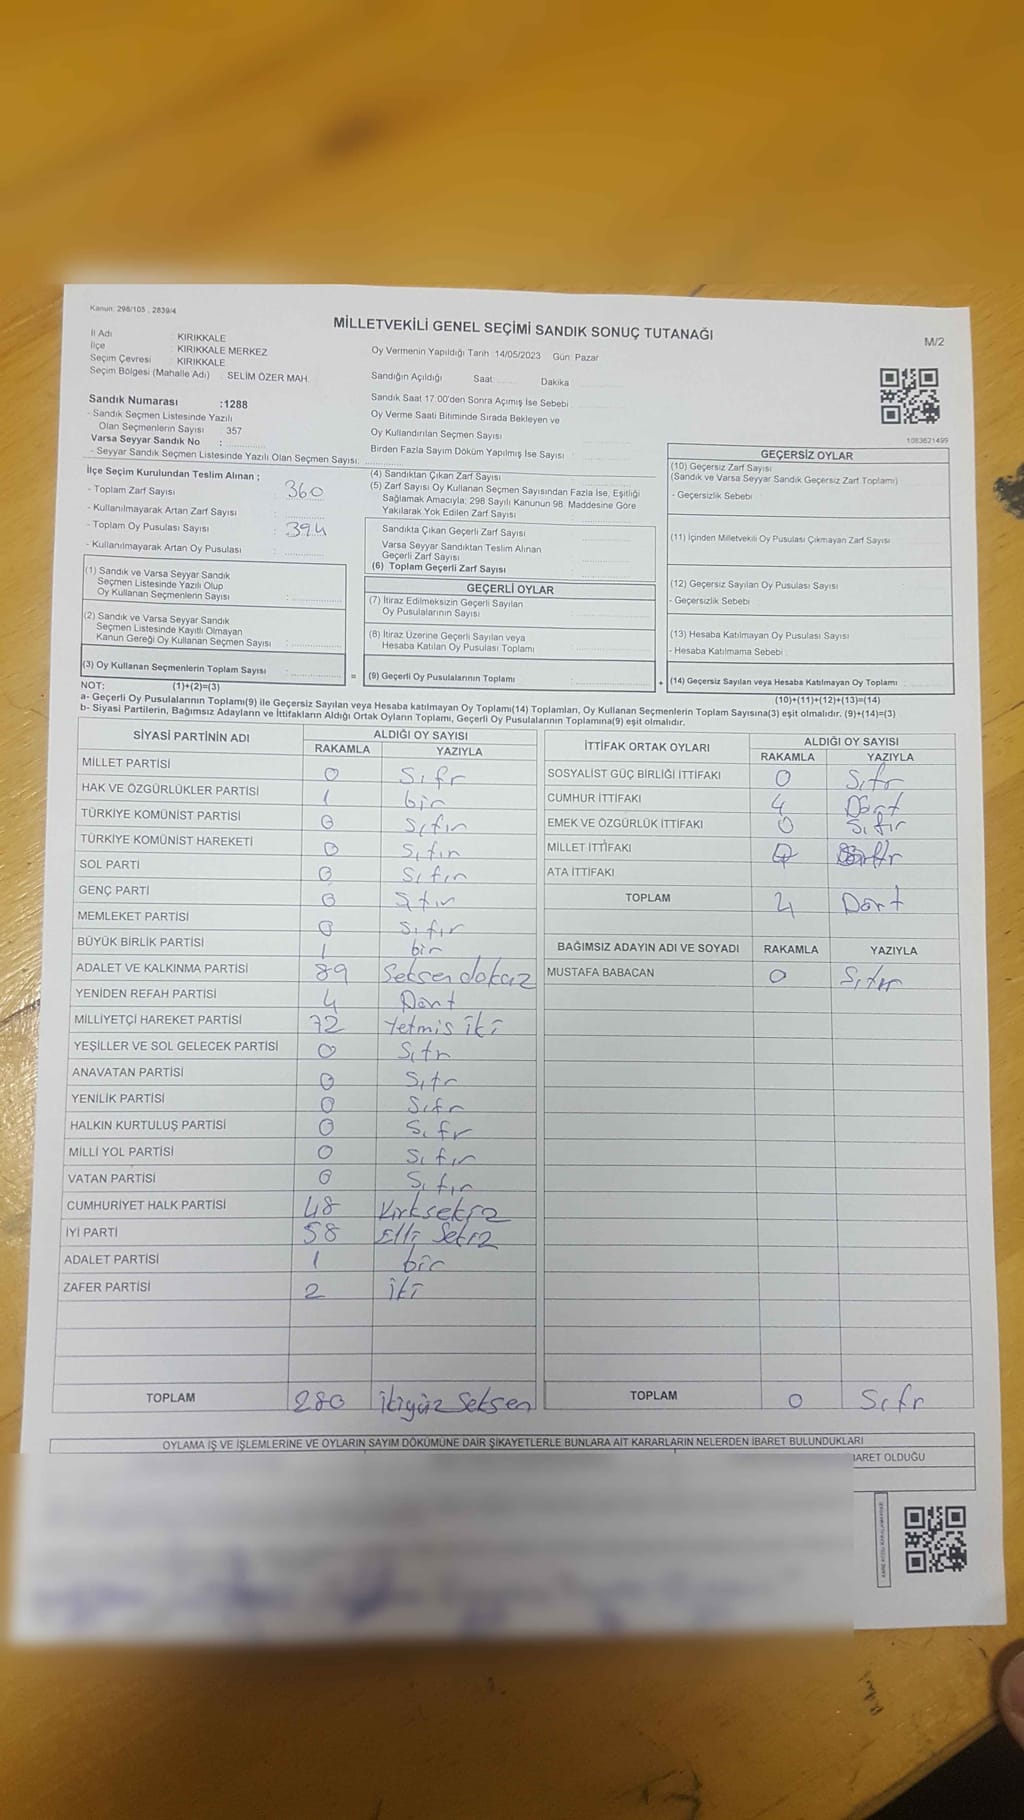 Kanun: 298/105 , 2839/4
MİLLETVEKİLİ GENEL SEÇİMİ SANDIK SONUÇ TUTANAĞI
M/2
İl Adı : KIRIKKALE
İlçe : KIRIKKALE MERKEZ
Seçim Çevresi : KIRIKKALE
Seçim Bölgesi (Mahalle Adı) : SELİM ÖZER MAH.
Sandık Numarası :1288
- Sandık Seçmen Listesinde Yazılı
Olan Seçmenlerin Sayısı : 357
Varsa Seyyar Sandık No :
- Seyyar Sandık Seçmen Listesinde Yazılı Olan Seçmen Sayısı:
Oy Vermenin Yapıldığı Tarih :14/05/2023 Gün: Pazar
Sandığın Açıldığı Saat: Dakika
Sandık Saat 17.00'den Sonra Açımış İse Sebebi :
Oy Verme Saati Bitiminde Sırada Bekleyen ve
Oy Kullandırılan Seçmen Sayısı
Birden Fazla Sayım Döküm Yapılmış İse Sayısı :
1083621499
İlçe Seçim Kurulundan Teslim Alınan ;
- Toplam Zarf Sayısı : 360
- Kullanılmayarak Artan Zarf Sayısı :
- Toplam Oy Pusulası Sayısı : 394
- Kullanılmayarak Artan Oy Pusulası :
(1) Sandık ve Varsa Seyyar Sandık
Seçmen Listesinde Yazılı Olup
Oy Kullanan Seçmenlerin Sayısı :
(2) Sandık ve Varsa Seyyar Sandık
Seçmen Listesinde Kayıtlı Olmayan
Kanun Gereği Oy Kullanan Seçmen Sayısı :
(3) Oy Kullanan Seçmenlerin Toplam Sayısı :
(4) Sandıktan Çıkan Zarf Sayısı
(5) Zarf Sayısı Oy Kullanan Seçmen Sayısından Fazla İse, Eşitliği
Sağlamak Amacıyla; 298 Sayılı Kanunun 98. Maddesine Göre
Yakılarak Yok Edilen Zarf Sayısı :
Sandıkta Çıkan Geçerli Zarf Sayısı
Varsa Seyyar Sandıktan Teslim Alınan
Geçerli Zarf Sayısı
(6) Toplam Geçerli Zarf Sayısı
GEÇERLİ OYLAR
(7) İtiraz Edilmeksizin Geçerli Sayılan
Oy Pusulalarının Sayısı
(8) İtiraz Üzerine Geçerli Sayılan veya
Hesaba Katılan Oy Pusulası Toplamı
= (9) Geçerli Oy Pusulalarının Toplamı +
GEÇERSİZ OYLAR
(10) Geçersiz Zarf Sayısı
(Sandık ve Varsa Seyyar Sandık Geçersiz Zarf Toplamı)
- Geçersizlik Sebebi
(11) İçinden Milletvekili Oy Pusulası Çıkmayan Zarf Sayısı
(12) Geçersiz Sayılan Oy Pusulası Sayısı
- Geçersizlik Sebebi
(13) Hesaba Katılmayan Oy Pusulası Sayısı
- Hesaba Katılmama Sebebi
(14) Geçersiz Sayılan veya Hesaba Katılmayan Oy Toplamı :
NOT: (1)+(2)=(3) (10)+(11)+(12)+(13)=(14)
a- Geçerli Oy Pusulalarının Toplamı(9) ile Geçersiz Sayılan veya Hesaba katılmayan Oy Toplamı(14) Toplamları, Oy Kullanan Seçmenlerin Toplam Sayısına(3) eşit olmalıdır. (9)+(14)=(3)
b- Siyasi Partilerin, Bağımsız Adayların ve İttifakların Aldığı Ortak Oyların Toplamı, Geçerli Oy Pusulalarının Toplamına(9) eşit olmalıdır.
SİYASİ PARTİNİN ADI ALDIĞI OY SAYISI
RAKAMLA YAZIYLA
MİLLET PARTİSİ 0 Sıfr
HAK VE ÖZGÜRLÜKLER PARTİSİ 1 bir
TÜRKİYE KOMÜNİST PARTİSİ 0 Sıfır
TÜRKİYE KOMÜNİST HAREKETİ 0 Sıfır
SOL PARTİ 0 Sıfır
GENÇ PARTİ 0 Sıfır
MEMLEKET PARTİSİ 0 Sıfır
BÜYÜK BİRLİK PARTİSİ 1 bir
ADALET VE KALKINMA PARTİSİ 89 Seksen dokuz
YENİDEN REFAH PARTİSİ 4 Dört
MİLLİYETÇİ HAREKET PARTİSİ 72 Yetmis iki
YEŞİLLER VE SOL GELECEK PARTİSİ 0 Sıfr
ANAVATAN PARTİSİ 0 Sıfr
YENİLİK PARTİSİ 0 Sıfr
HALKIN KURTULUŞ PARTİSİ 0 Sıfr
MİLLİ YOL PARTİSİ 0 Sıfır
VATAN PARTİSİ 0 Sıfır
CUMHURİYET HALK PARTİSİ 48 Kırksekiz
İYİ PARTİ 58 Elli Sekiz
ADALET PARTİSİ 1 bir
ZAFER PARTİSİ 2 iki
TOPLAM 280 ikiyüz Seksen
İTTİFAK ORTAK OYLARI ALDIĞI OY SAYISI
RAKAMLA YAZIYLA
SOSYALİST GÜÇ BİRLİĞİ İTTİFAKI 0 Sıfr
CUMHUR İTTİFAKI 4 Dört
EMEK VE ÖZGÜRLÜK İTTİFAKI 0 Sıfır
MİLLET İTTİFAKI
ATA İTTİFAKI
TOPLAM 4 Dört
BAĞIMSIZ ADAYIN ADI VE SOYADI RAKAMLA YAZIYLA
MUSTAFA BABACAN 0 Sıfır
TOPLAM 0 Sıfr
OYLAMA İŞ VE İŞLEMLERİNE VE OYLARIN SAYIM DÖKÜMÜNE DAİR ŞİKAYETLERLE BUNLARA AİT KARARLARIN NELERDEN İBARET BULUNDUKLARI
İBARET OLDUĞU